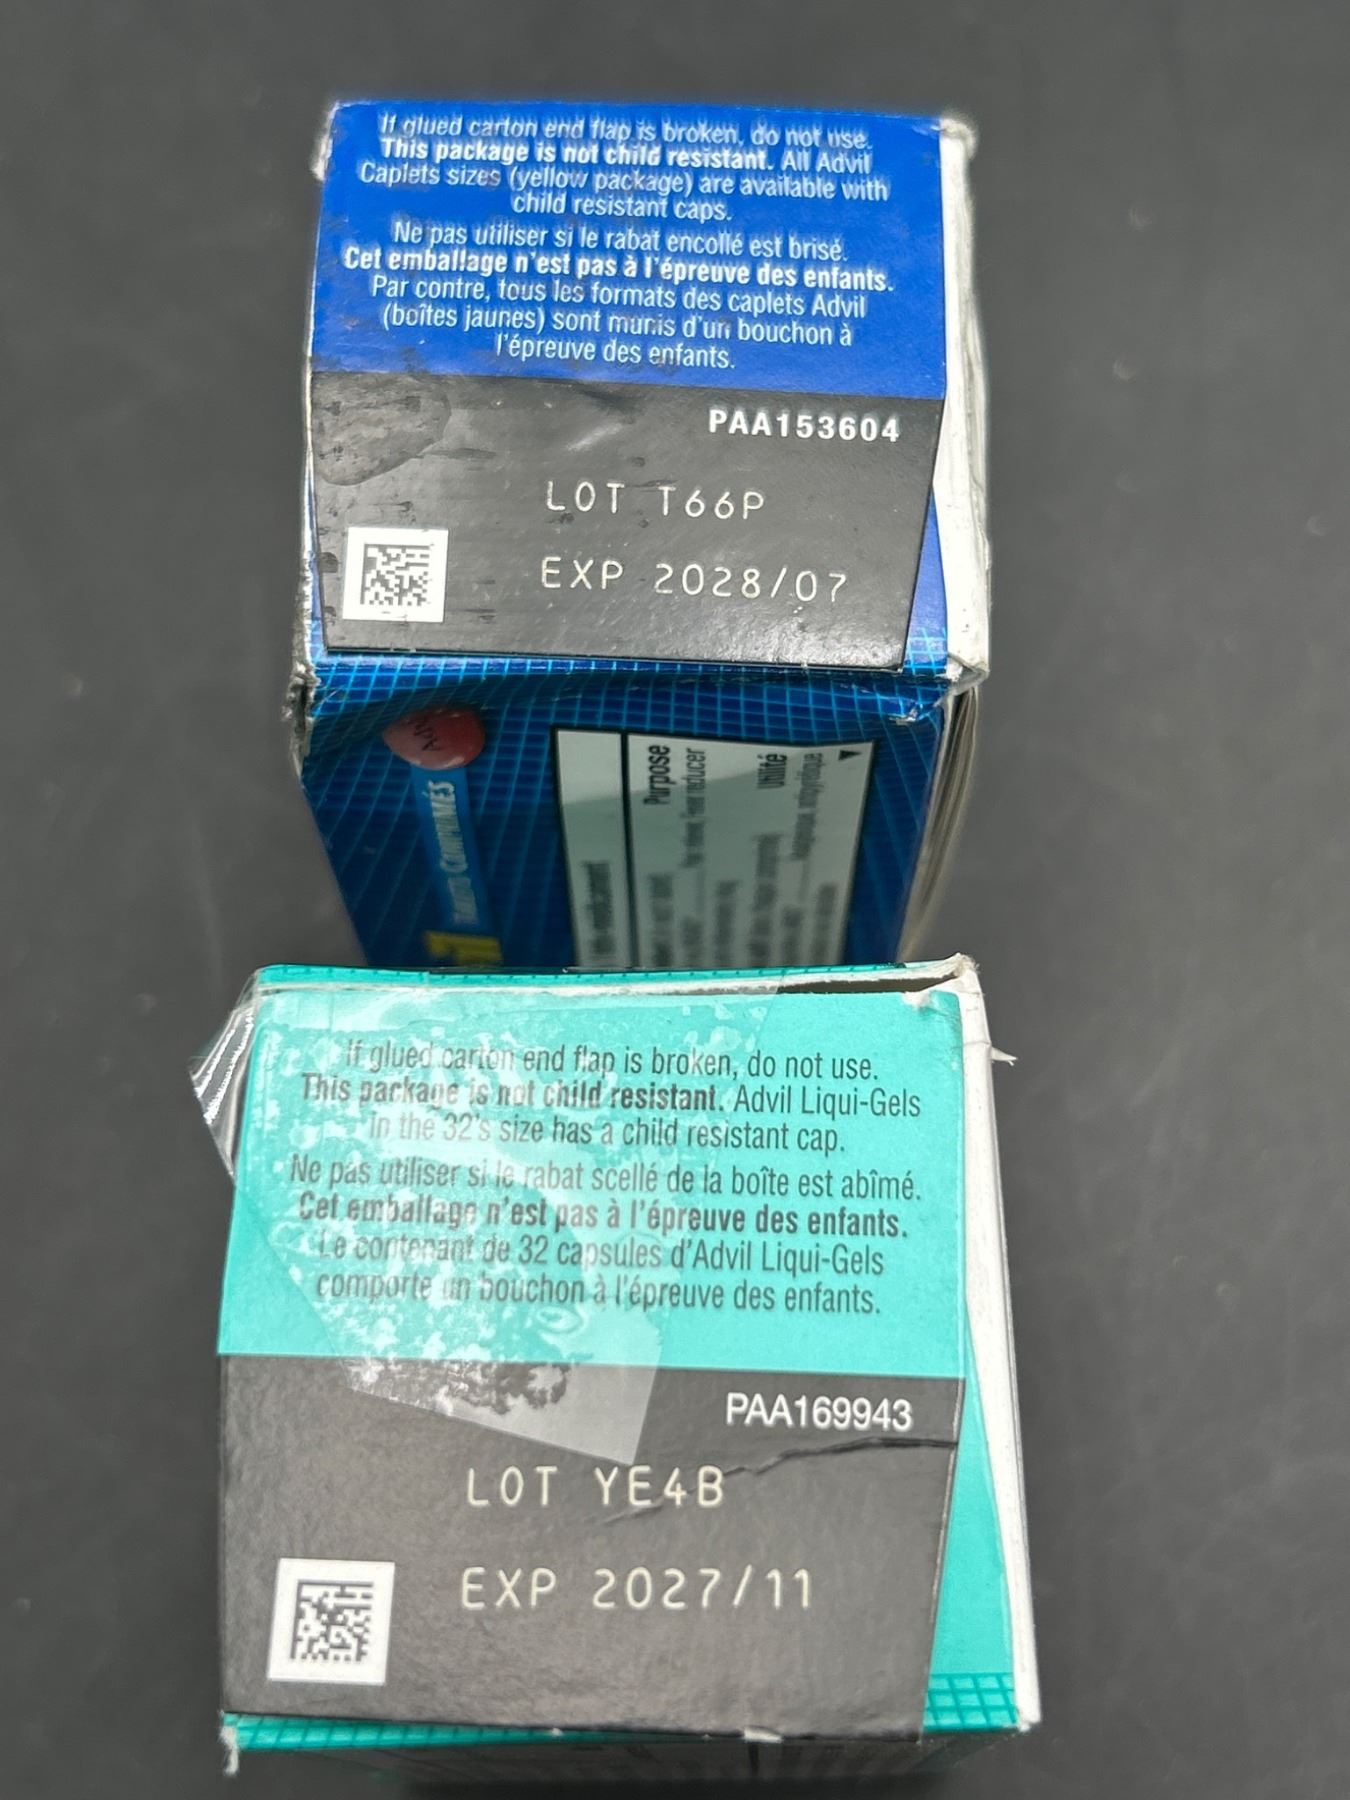 If glued carton end flap is broken, do not use.
This package is not child resistant. All Advil
Caplets sizes (yellow package) are available with
child resistant caps.
Ne pas utiliser si le rabat encollé est brisé.
Cet emballage n'est pas à l'épreuve des enfants.
Par contre, tous les formats des caplets Advil
(boîtes jaunes) sont munis d'un bouchon à
l'épreuve des enfants.
PAA153604
LOT T66P
EXP 2028/07
Purpose
Utilité
If glued carton end flap is broken, do not use.
This package is not child resistant. Advil Liqui-Gels
in the 32's size has a child resistant cap.
Ne pas utiliser si le rabat scellé de la boîte est abîmé.
Cet emballage n'est pas à l'épreuve des enfants.
Le contenant de 32 capsules d'Advil Liqui-Gels
comporte un bouchon à l'épreuve des enfants.
PAA169943
LOT YE4B
EXP 2027/11